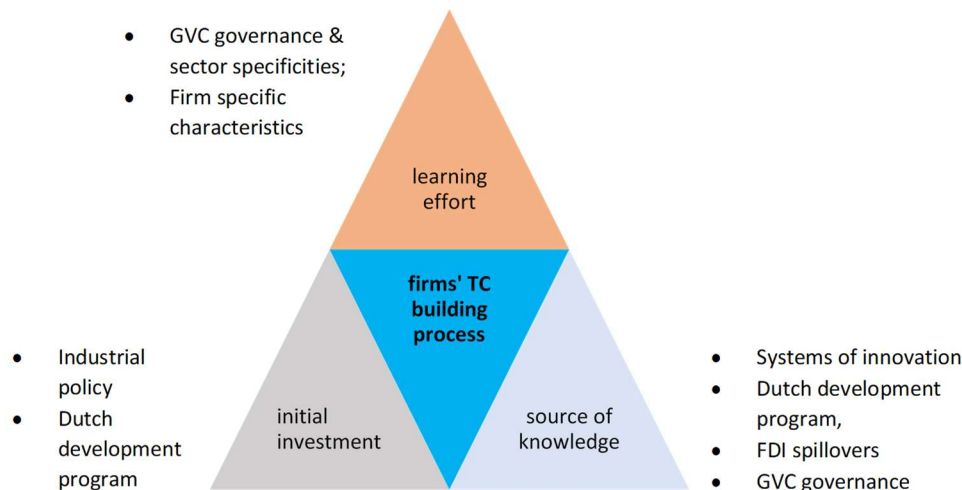 • GVC governance &
sector specificities;
• Firm specific
characteristics
learning
effort
firms' TC
building
process
• Industrial
policy
• Dutch
development
program
initial
investment
source of
knowledge
• Systems of innovation
• Dutch development
program,
• FDI spillovers
• GVC governance